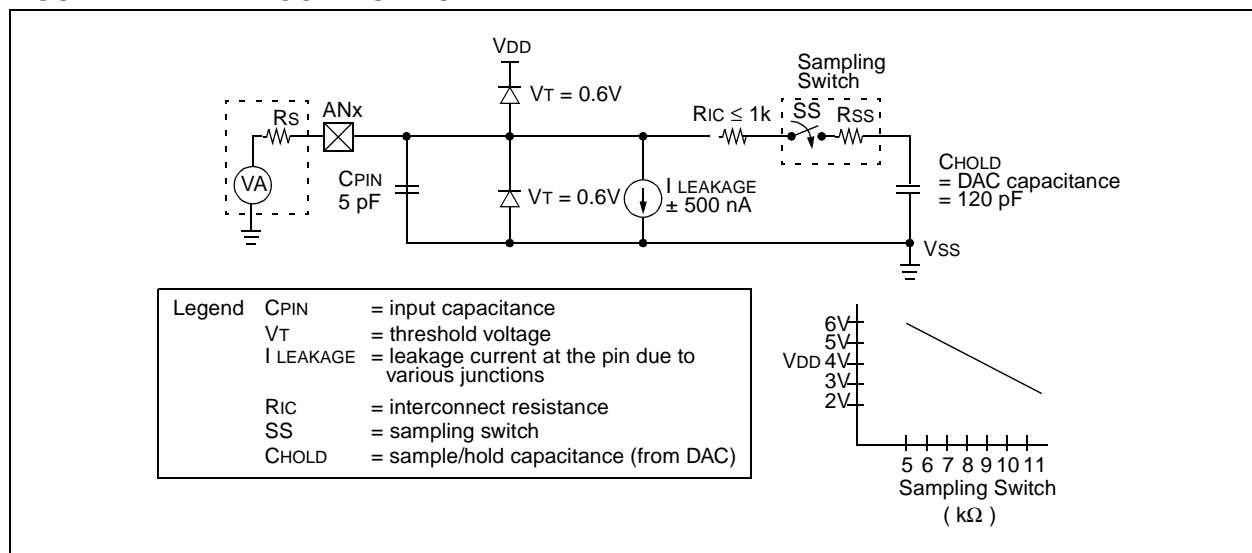 VDD
VT = 0.6V
RS
ANx
VA
CPIN
5 pF
VT = 0.6V
I LEAKAGE
± 500 nA
RIC ≤ 1k
Sampling
Switch
SS
RSS
CHOLD
= DAC capacitance
= 120 pF
VSS
Legend CPIN = input capacitance
VT = threshold voltage
I LEAKAGE = leakage current at the pin due to
various junctions
RIC = interconnect resistance
SS = sampling switch
CHOLD = sample/hold capacitance (from DAC)
6V
5V
VDD 4V
3V
2V
5 6 7 8 9 10 11
Sampling Switch
( kΩ )